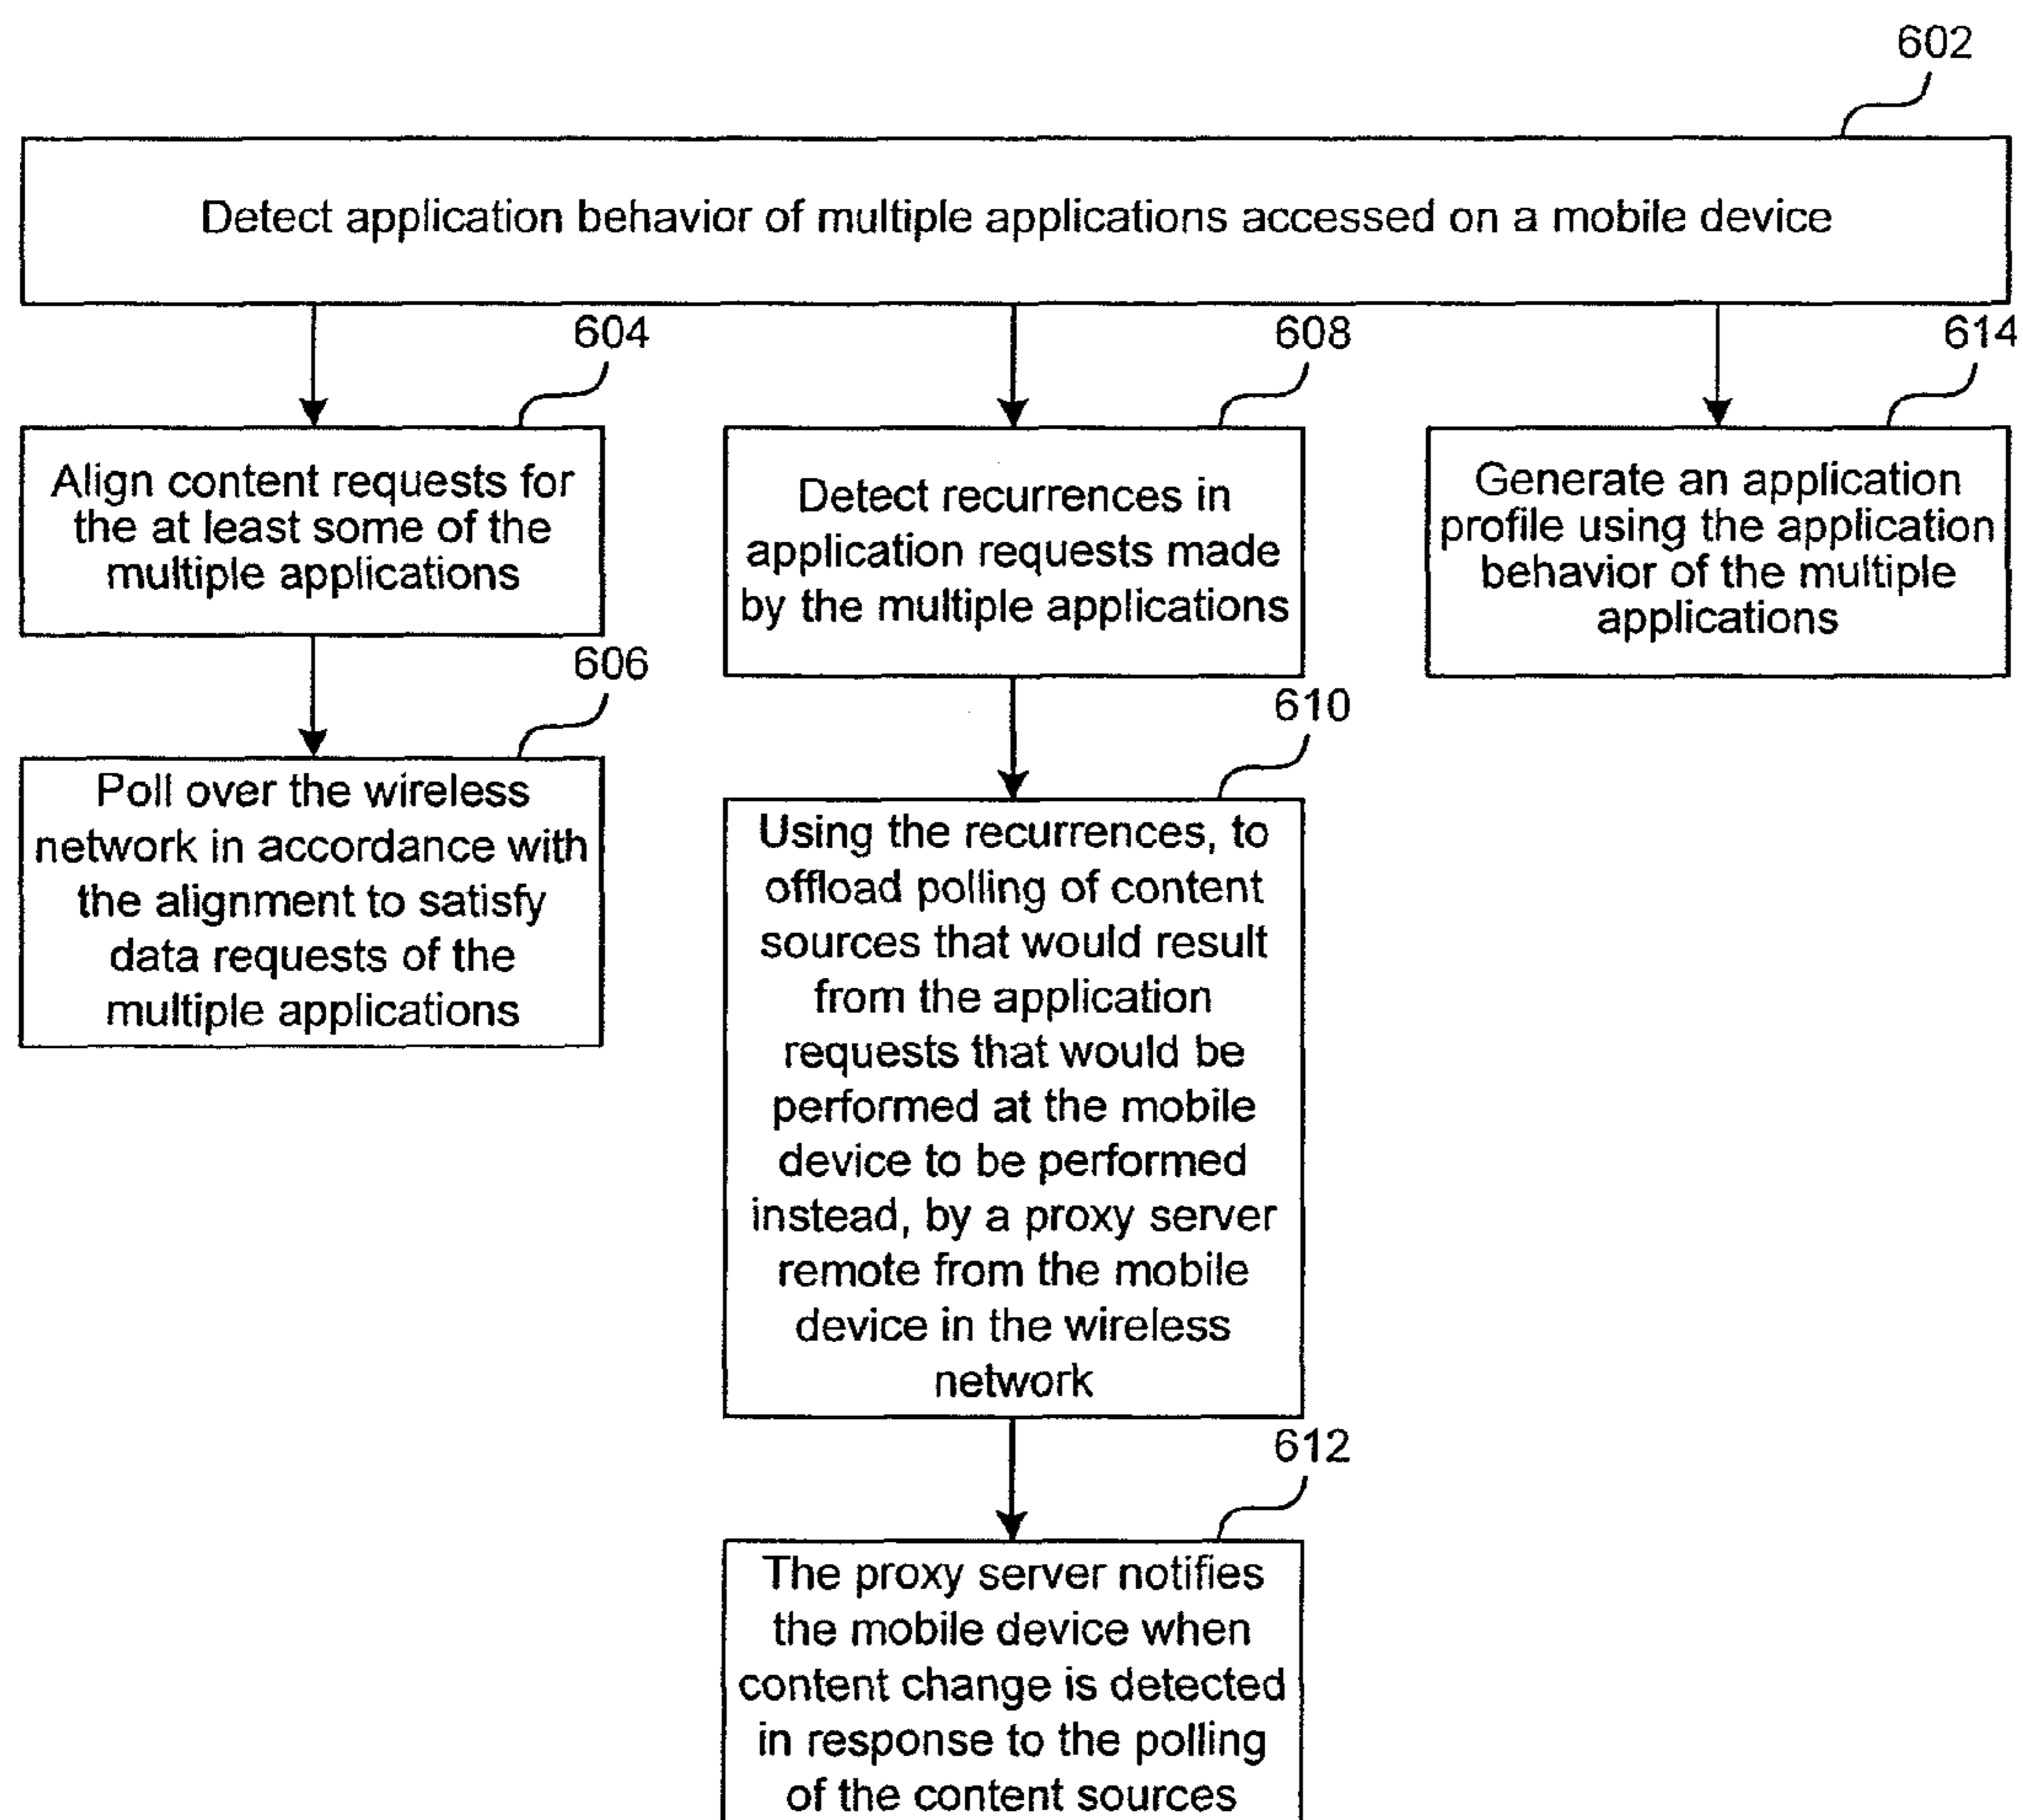 602
Detect application behavior of multiple applications accessed on a mobile device
604
Align content requests for
the at least some of the
multiple applications
606
Poll over the wireless
network in accordance with
the alignment to satisfy
data requests of the
multiple applications
608
Detect recurrences in
application requests made
by the multiple applications
610
Using the recurrences, to
offload polling of content
sources that would result
from the application
requests that would be
performed at the mobile
device to be performed
instead, by a proxy server
remote from the mobile
device in the wireless
network
612
The proxy server notifies
the mobile device when
content change is detected
in response to the polling
of the content sources
614
Generate an application
profile using the application
behavior of the multiple
applications